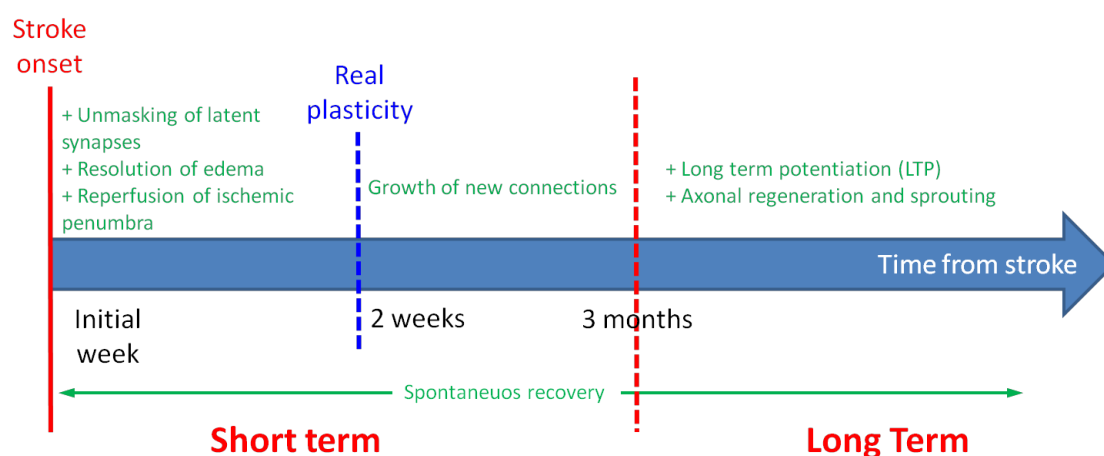 Stroke
onset
+ Unmasking of latent
synapses
+ Resolution of edema
+ Reperfusion of ischemic
penumbra
Real
plasticity
Growth of new connections
+ Long term potentiation (LTP)
+ Axonal regeneration and sprouting
Time from stroke
Initial
week
2 weeks
3 months
Spontaneuos recovery
Short term
Long Term